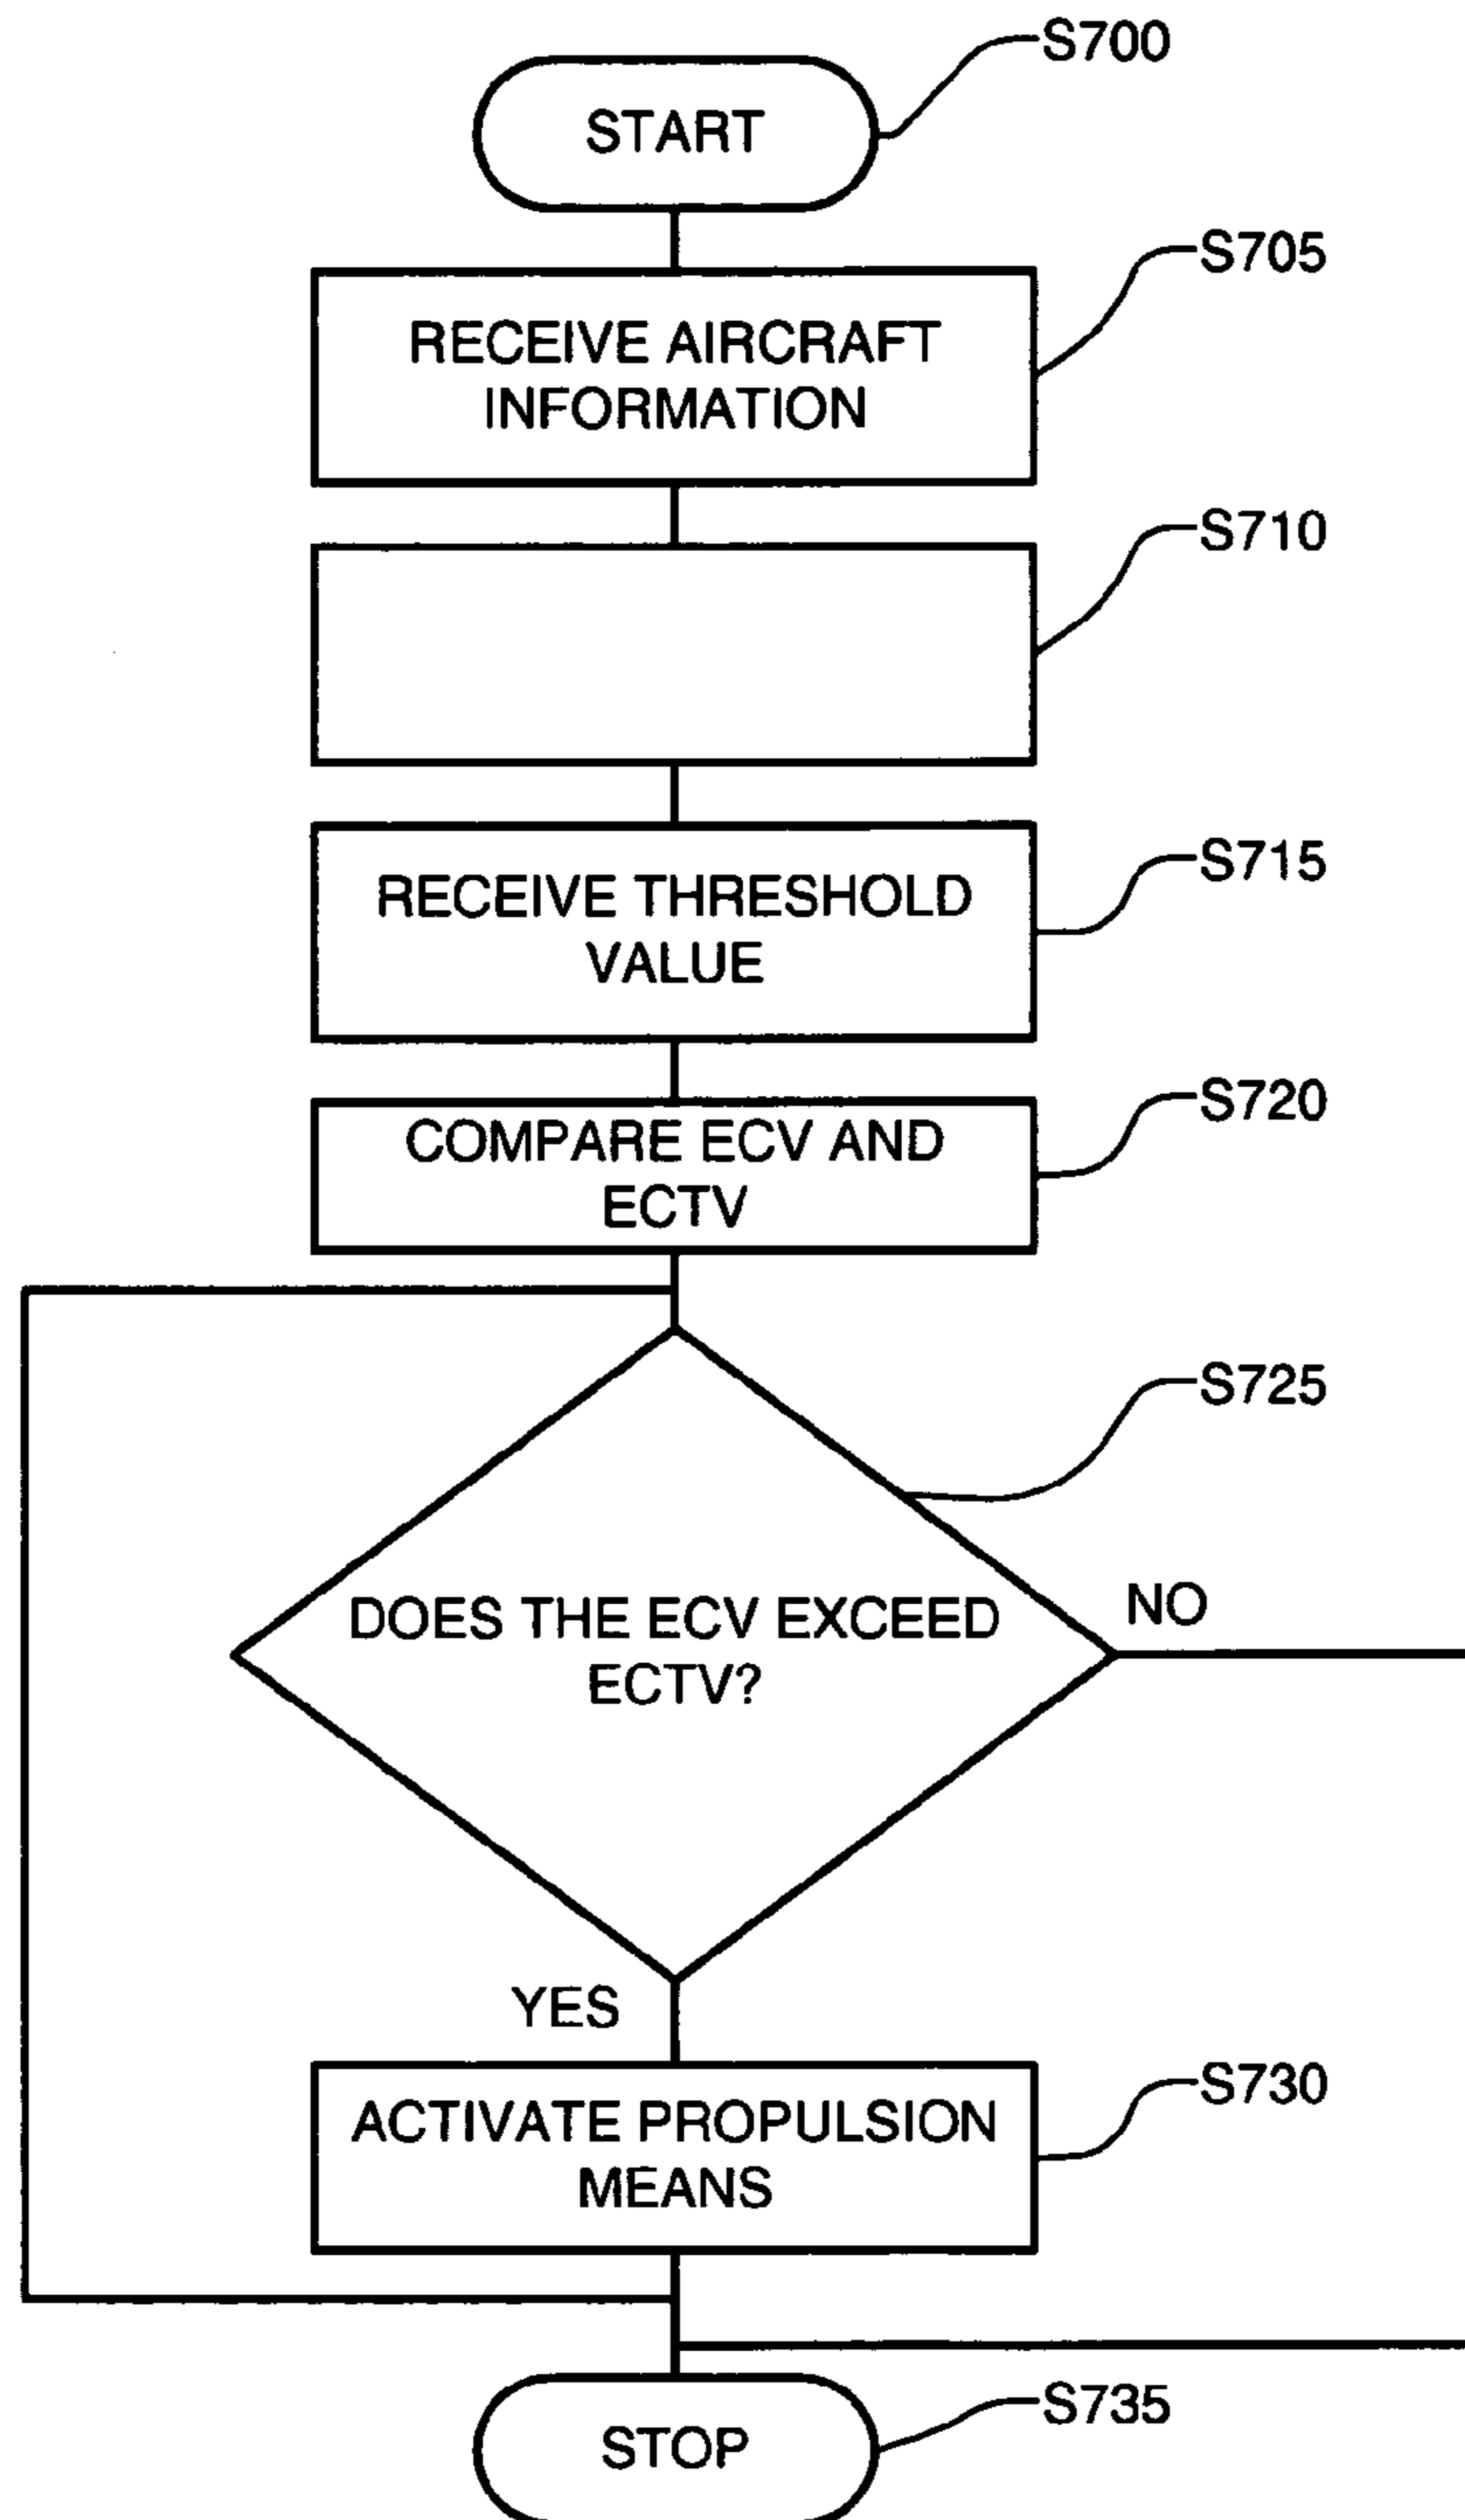 S700
START
S705
RECEIVE AIRCRAFT
INFORMATION
S710
S715
RECEIVE THRESHOLD
VALUE
S720
COMPARE ECV AND
ECTV
S725
DOES THE ECV EXCEED
ECTV?
NO
YES
S730
ACTIVATE PROPULSION
MEANS
S735
STOP